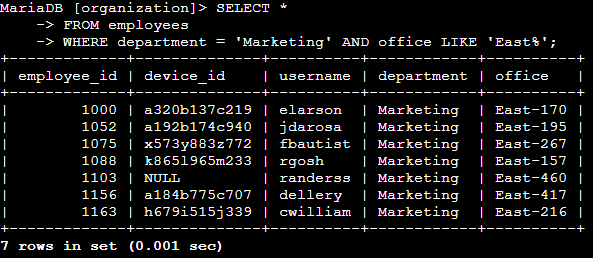 MariaDB [organization]> SELECT *
    -> FROM employees
    -> WHERE department = 'Marketing' AND office LIKE 'East%';
+-------------+--------------+----------+------------+----------+
| employee_id | device_id    | username | department | office   |
+-------------+--------------+----------+------------+----------+
|        1000 | a320b137c219 | elarson  | Marketing  | East-170 |
|        1052 | a192b174c940 | jdarosa  | Marketing  | East-195 |
|        1075 | x573y883z772 | fbautist | Marketing  | East-267 |
|        1088 | k865l965m233 | rgosh    | Marketing  | East-157 |
|        1103 | NULL         | randerss | Marketing  | East-460 |
|        1156 | a184b775c707 | dellery  | Marketing  | East-417 |
|        1163 | h679i515j339 | cwilliam | Marketing  | East-216 |
+-------------+--------------+----------+------------+----------+
7 rows in set (0.001 sec)